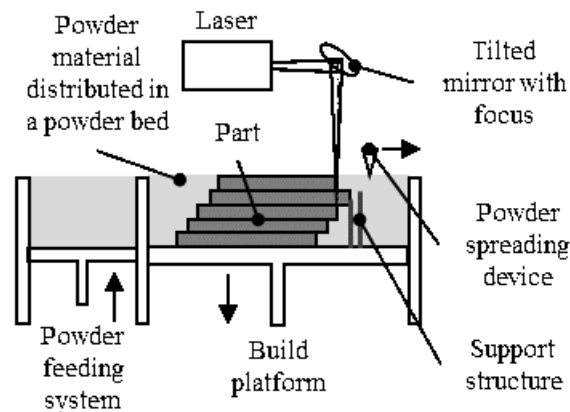 Powder
material
distributed in
a powder bed
Laser
Tilted
mirror with
focus
Part
Powder
spreading
device
Powder
feeding
system
Build
platform
Support
structure